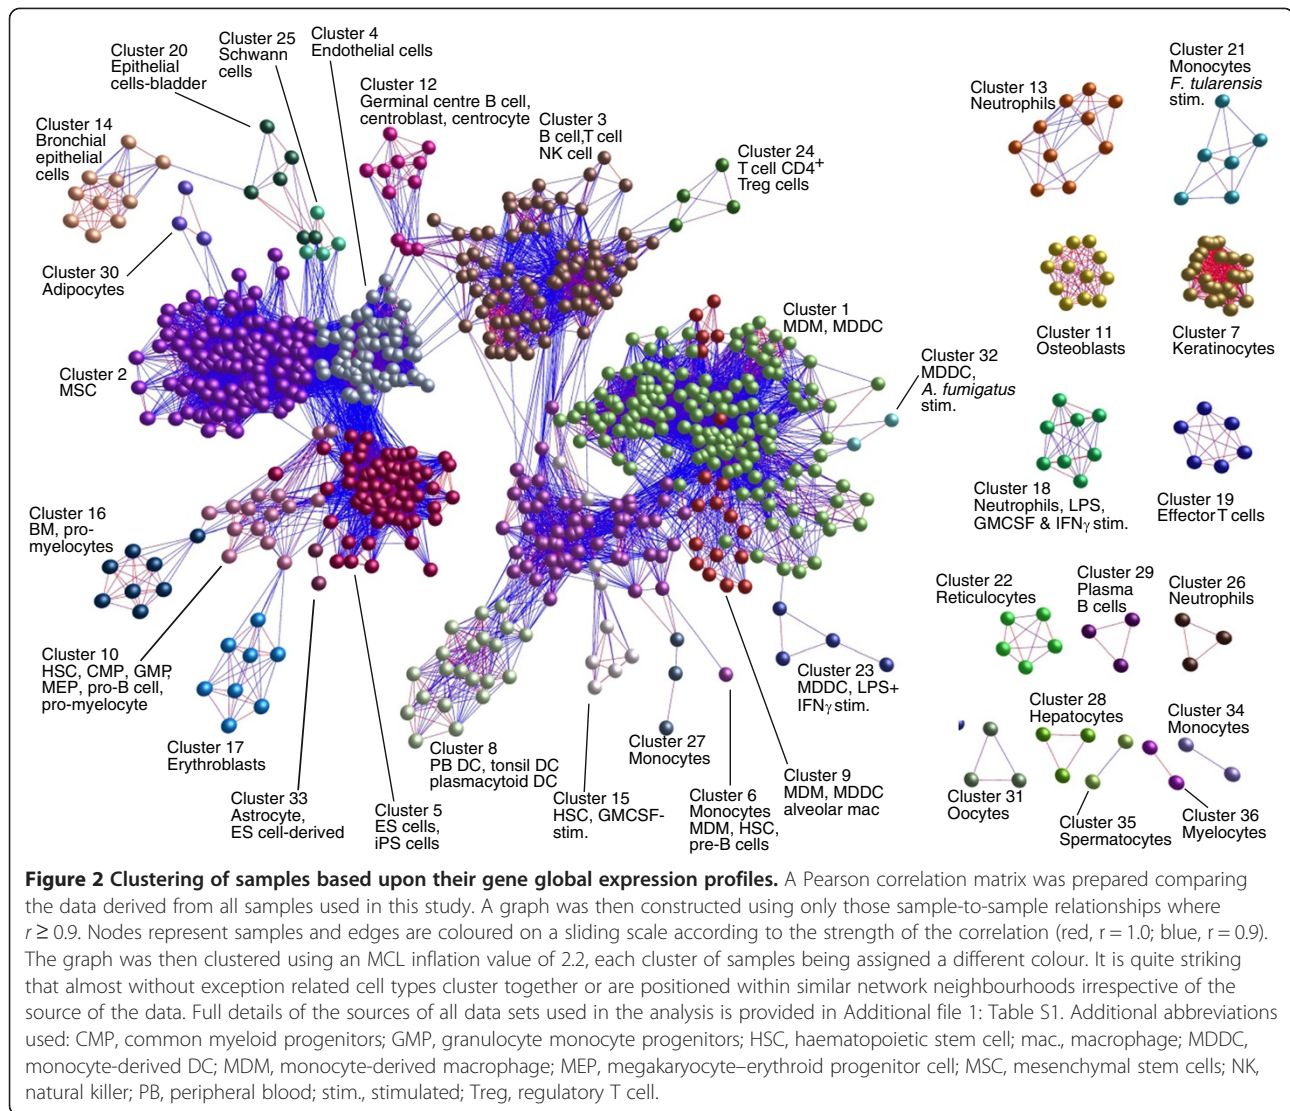 Cluster 20
Epithelial
cells-bladder
Cluster 25
Schwann
cells
Cluster 4
Endothelial cells
Cluster 12
Germinal centre B cell,
centroblast, centrocyte
Cluster 3
B cell,T cell
NK cell
Cluster 24
T cell CD4+
Treg cells
Cluster 14
Bronchial
epithelial
cells
Cluster 30
Adipocytes
Cluster 2
MSC
Cluster 1
MDM, MDDC
Cluster 32
MDDC,
A. fumigatus
stim.
Cluster 16
BM, pro-
myelocytes
Cluster 10
HSC, CMP, GMP,
MEP, pro-B cell,
pro-myelocyte
Cluster 17
Erythroblasts
Cluster 33
Astrocyte,
ES cell-derived
Cluster 5
ES cells,
iPS cells
Cluster 8
PB DC, tonsil DC
plasmacytoid DC
Cluster 15
HSC, GMCSF-
stim.
Cluster 27
Monocytes
Cluster 6
Monocytes
MDM, HSC,
pre-B cells
Cluster 9
MDM, MDDC
alveolar mac
Cluster 23
MDDC, LPS+
IFNγ stim.
Cluster 13
Neutrophils
Cluster 21
Monocytes
F. tularensis
stim.
Cluster 11
Osteoblasts
Cluster 7
Keratinocytes
Cluster 18
Neutrophils, LPS,
GMCSF & IFNγ stim.
Cluster 19
Effector T cells
Cluster 22
Reticulocytes
Cluster 29
Plasma
B cells
Cluster 26
Neutrophils
Cluster 31
Oocytes
Cluster 28
Hepatocytes
Cluster 35
Spermatocytes
Cluster 34
Monocytes
Cluster 36
Myelocytes
Figure 2 Clustering of samples based upon their gene global expression profiles. A Pearson correlation matrix was prepared comparing
the data derived from all samples used in this study. A graph was then constructed using only those sample-to-sample relationships where
r ≥ 0.9. Nodes represent samples and edges are coloured on a sliding scale according to the strength of the correlation (red, r = 1.0; blue, r = 0.9).
The graph was then clustered using an MCL inflation value of 2.2, each cluster of samples being assigned a different colour. It is quite striking
that almost without exception related cell types cluster together or are positioned within similar network neighbourhoods irrespective of the
source of the data. Full details of the sources of all data sets used in the analysis is provided in Additional file 1: Table S1. Additional abbreviations
used: CMP, common myeloid progenitors; GMP, granulocyte monocyte progenitors; HSC, haematopoietic stem cell; mac., macrophage; MDDC,
monocyte-derived DC; MDM, monocyte-derived macrophage; MEP, megakaryocyte–erythroid progenitor cell; MSC, mesenchymal stem cells; NK,
natural killer; PB, peripheral blood; stim., stimulated; Treg, regulatory T cell.